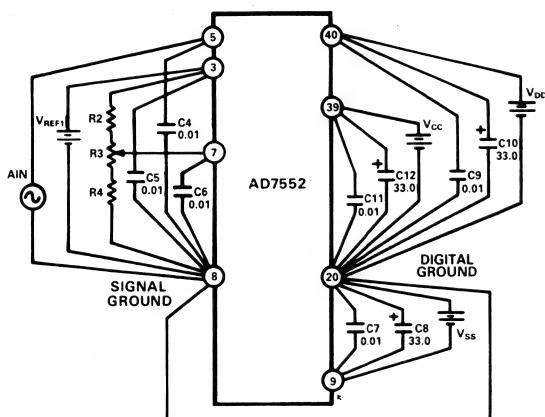 5
40
3
VREF1
R2
C4
0.01
VDD
39
VCC
C10
33.0
R3
7
AD7552
AIN
C5
0.01
C12
33.0
C9
0.01
R4
C6
0.01
C11
0.01
8
20
SIGNAL
GROUND
DIGITAL
GROUND
C7
0.01
C8
33.0
VSS
9